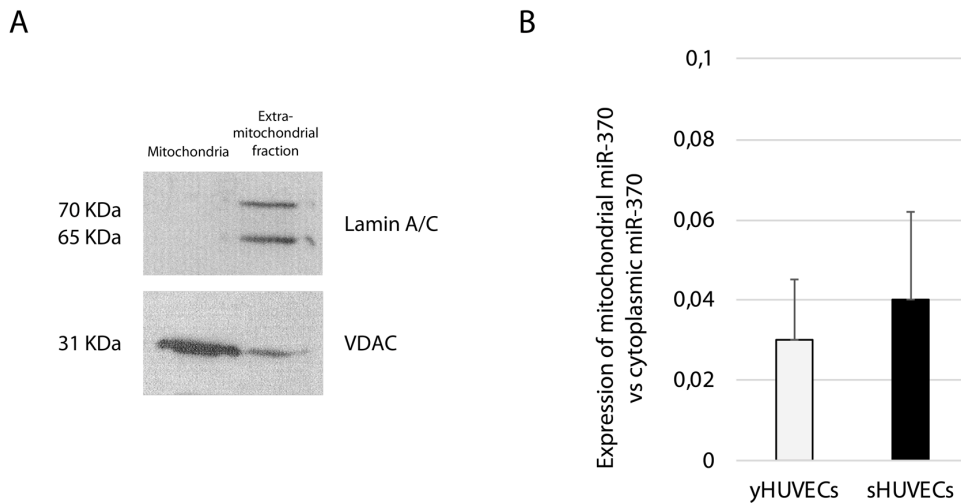 A
Mitochondria
Extra-
mitochondrial
fraction
70 KDa
65 KDa
Lamin A/C
31 KDa
VDAC
B
Expression of mitochondrial miR-370
vs cytoplasmic miR-370
0,1
0,08
0,06
0,04
0,02
0
yHUVECs
sHUVECs